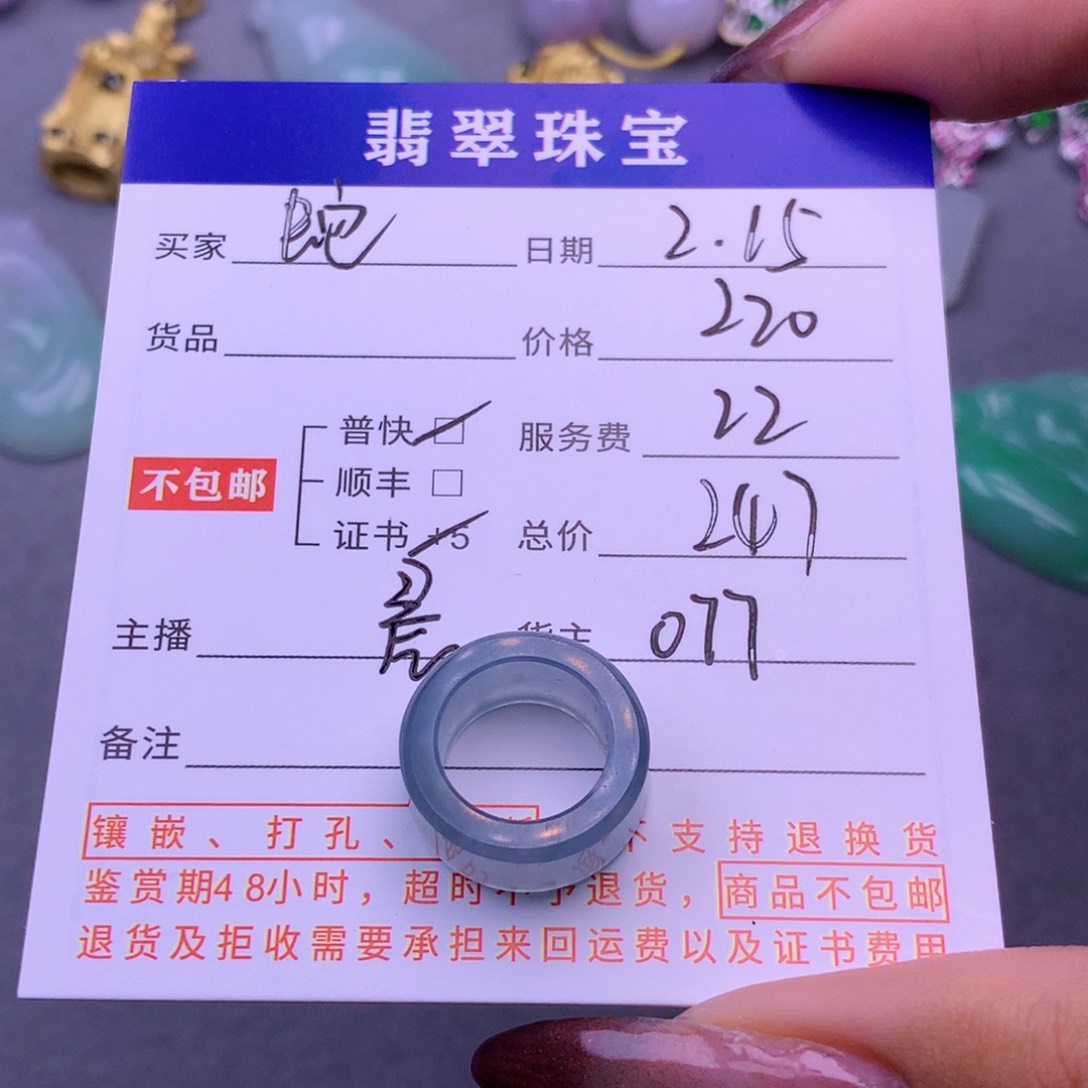 翡翠珠宝
买家 蛇 日期 2.15
货品 价格 220
普快 服务费 22
不包邮 顺丰
证书 +5 总价 247
主播 货主 077
备注
镶嵌、打孔、 不支持退换货
鉴赏期48小时，超时不予退货，商品不包邮
退货及拒收需要承担来回运费以及证书费用